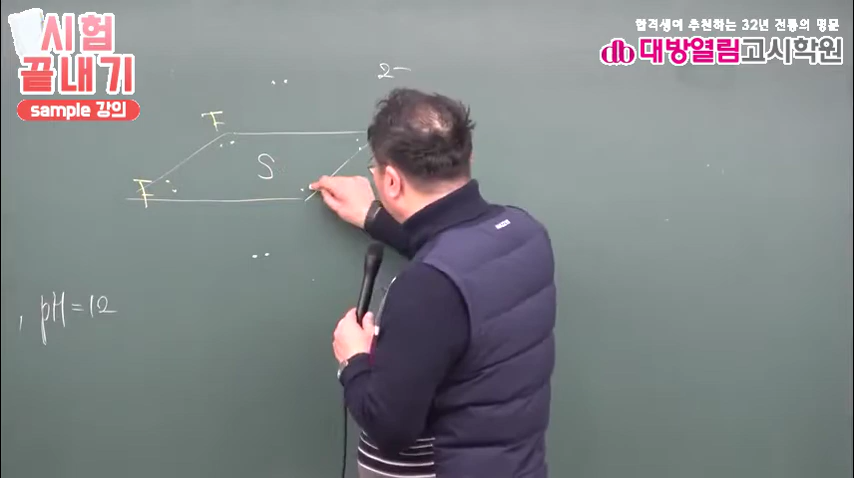 시험
끝내기
sample 강의
합격생이 추천하는 32년 전통의 명문
db 대방열림고시학원
2-
F
S
F
, pH=12